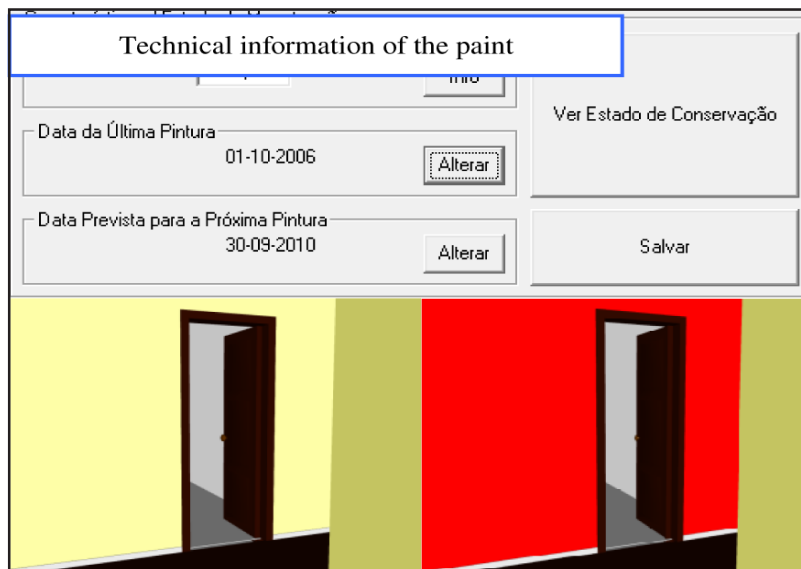 Technical information of the paint
Ver Estado de Conservação
Data da Última Pintura
01-10-2006
Alterar
Data Prevista para a Próxima Pintura
30-09-2010
Alterar
Salvar